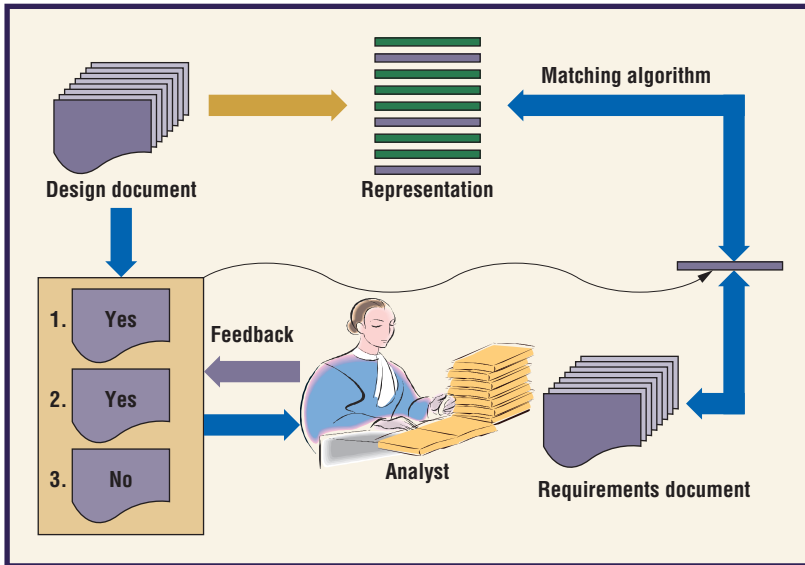 Matching algorithm
Design document
Representation
1. Yes
Feedback
2. Yes
3. No
Analyst
Requirements document